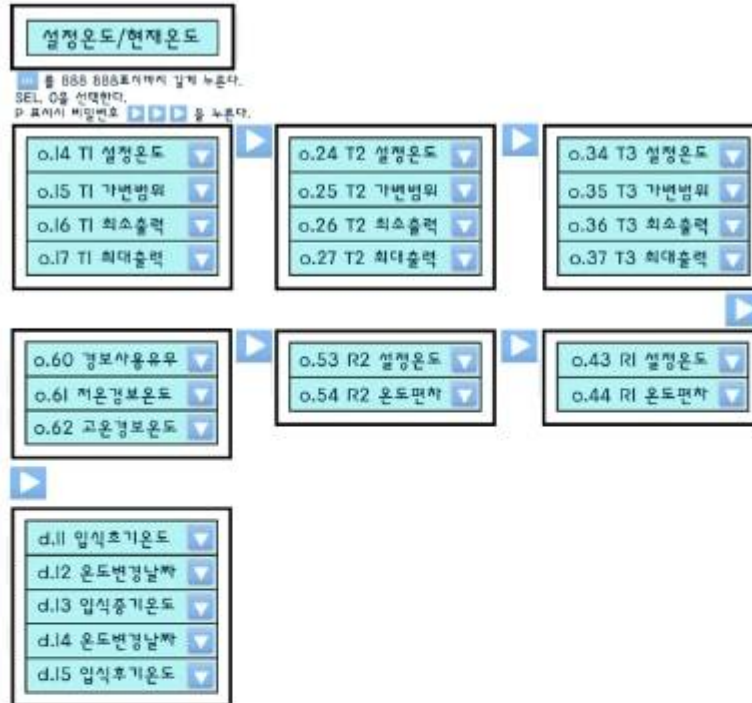 설정온도/현재온도
를 888 888표시까지 길게 누른다.
SEL, 0을 선택한다.
P 표시시 비밀번호 을 누른다.
o.14 T1 설정온도
o.15 T1 가변범위
o.16 T1 최소출력
o.17 T1 최대출력
o.24 T2 설정온도
o.25 T2 가변범위
o.26 T2 최소출력
o.27 T2 최대출력
o.34 T3 설정온도
o.35 T3 가변범위
o.36 T3 최소출력
o.37 T3 최대출력
o.60 경보사용유무
o.61 저온경보온도
o.62 고온경보온도
o.53 R2 설정온도
o.54 R2 온도편차
o.43 R1 설정온도
o.44 R1 온도편차
d.11 입식초기온도
d.12 온도변경날짜
d.13 입식중기온도
d.14 온도변경날짜
d.15 입식후기온도